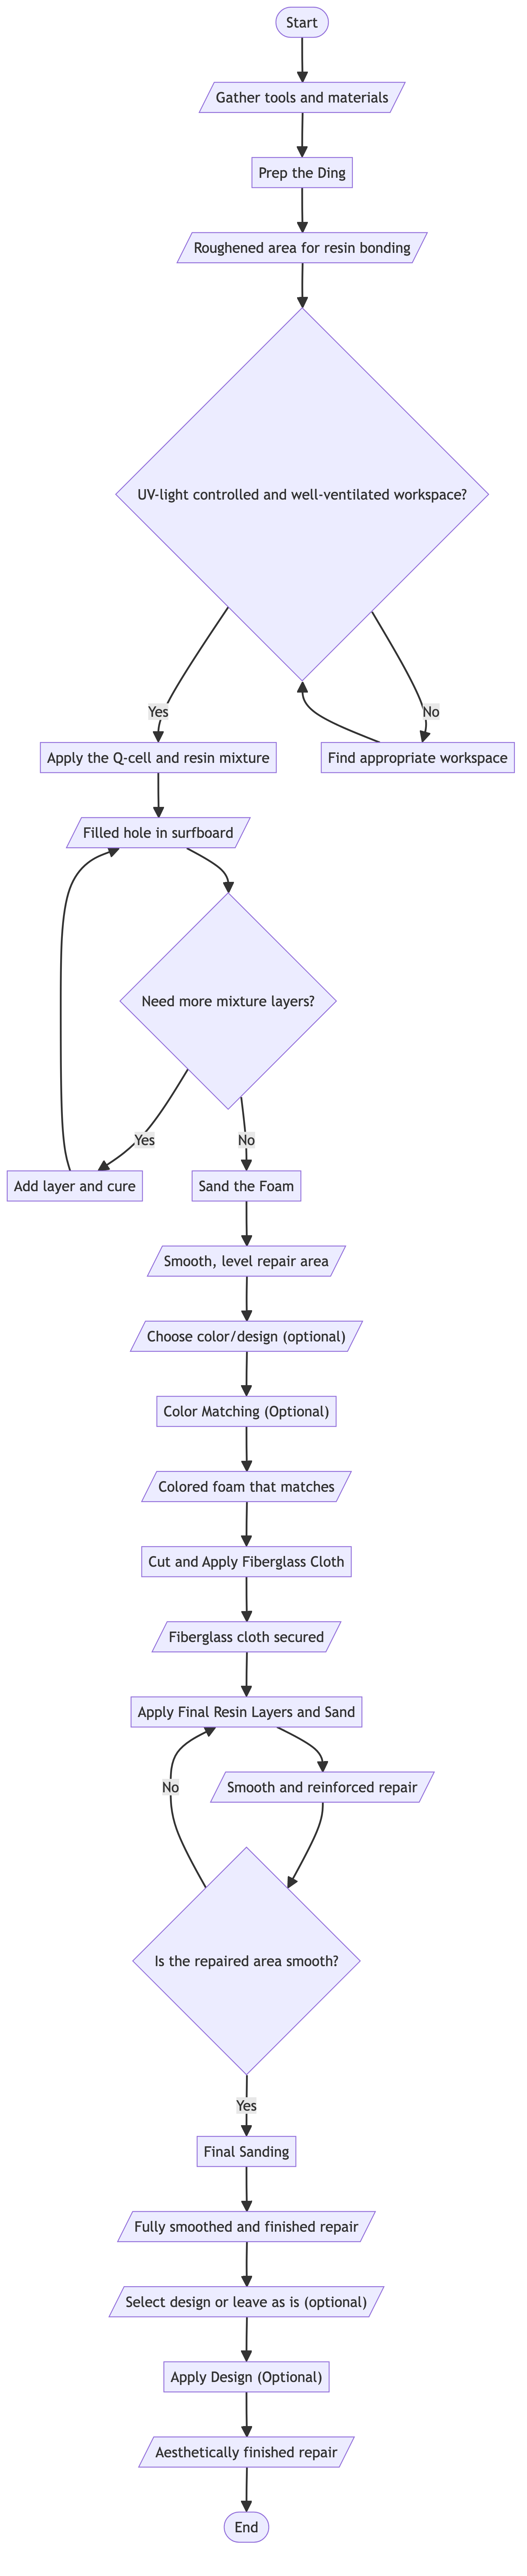 Start
Gather tools and materials
Prep the Ding
Roughened area for resin bonding
UV-light controlled and well-ventilated workspace?
Yes
No
Apply the Q-cell and resin mixture
Find appropriate workspace
Filled hole in surfboard
Need more mixture layers?
Yes
No
Add layer and cure
Sand the Foam
Smooth, level repair area
Choose color/design (optional)
Color Matching (Optional)
Colored foam that matches
Cut and Apply Fiberglass Cloth
Fiberglass cloth secured
Apply Final Resin Layers and Sand
No
Smooth and reinforced repair
Is the repaired area smooth?
Yes
Final Sanding
Fully smoothed and finished repair
Select design or leave as is (optional)
Apply Design (Optional)
Aesthetically finished repair
End